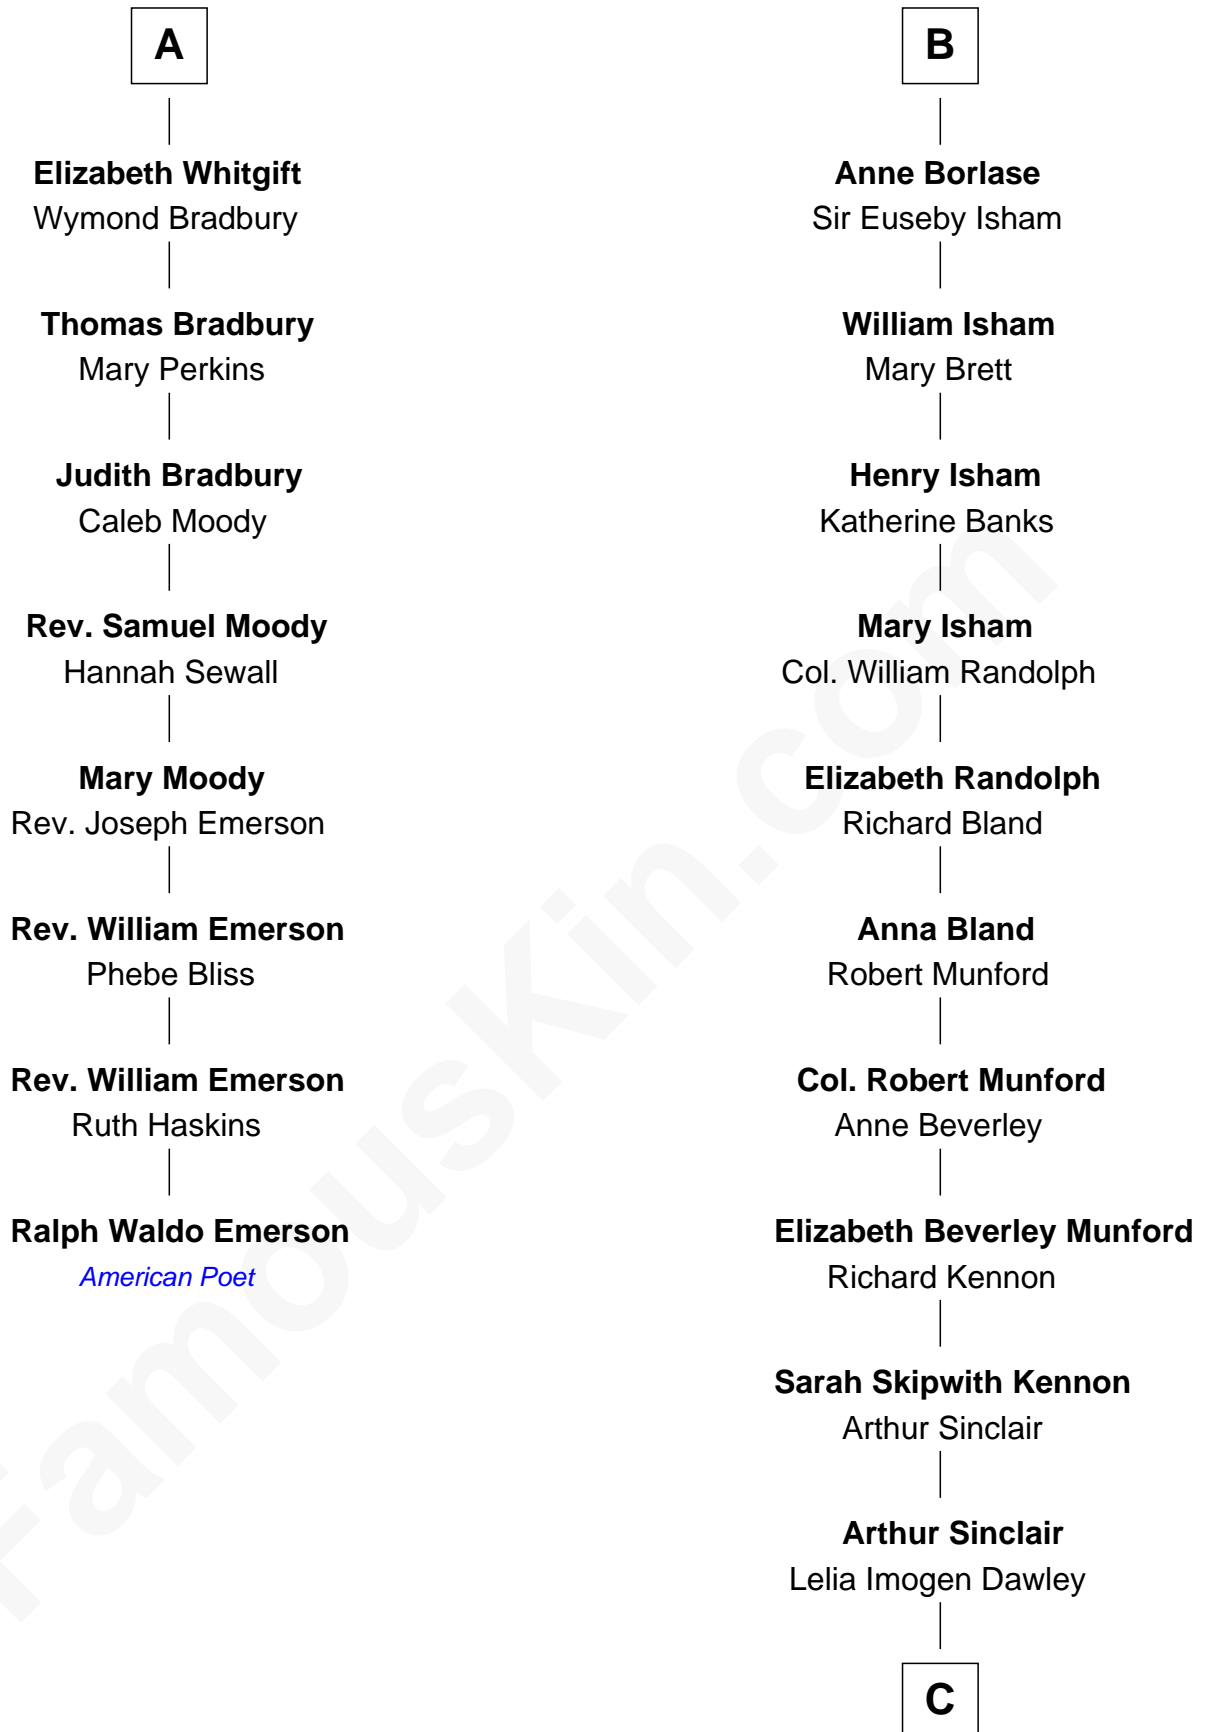 A
Elizabeth Whitgift
Wymond Bradbury
Thomas Bradbury
Mary Perkins
Judith Bradbury
Caleb Moody
Rev. Samuel Moody
Hannah Sewall
Mary Moody
Rev. Joseph Emerson
Rev. William Emerson
Phebe Bliss
Rev. William Emerson
Ruth Haskins
Ralph Waldo Emerson
American Poet
B
Anne Borlase
Sir Euseby Isham
William Isham
Mary Brett
Henry Isham
Katherine Banks
Mary Isham
Col. William Randolph
Elizabeth Randolph
Richard Bland
Anna Bland
Robert Munford
Col. Robert Munford
Anne Beverley
Elizabeth Beverley Munford
Richard Kennon
Sarah Skipwith Kennon
Arthur Sinclair
Arthur Sinclair
Lelia Imogen Dawley
C
FamousKin.com